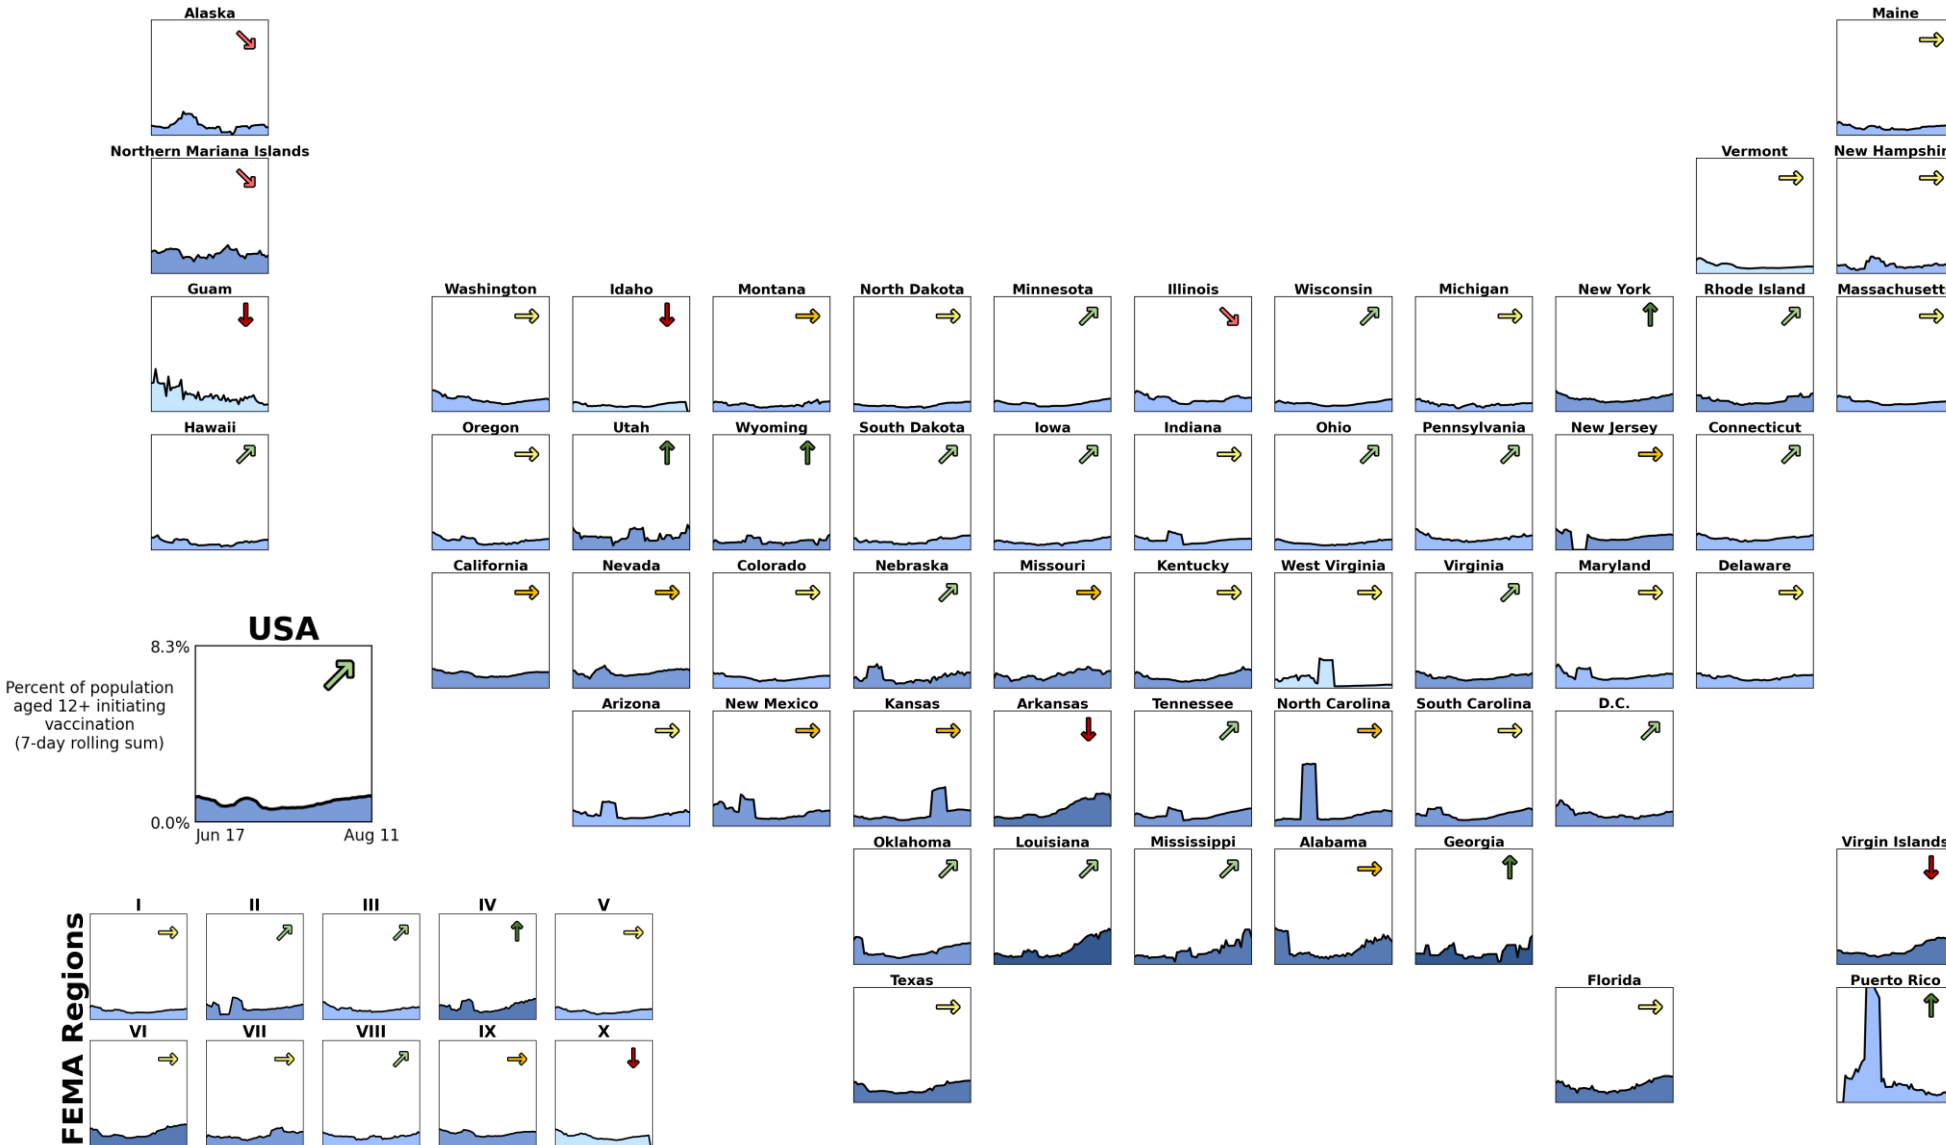 Alaska
Maine
Northern Mariana Islands
Vermont
New Hampshir
Guam
Washington
Idaho
Montana
North Dakota
Minnesota
Illinois
Wisconsin
Michigan
New York
Rhode Island
Massachusett
Hawaii
Oregon
Utah
Wyoming
South Dakota
Iowa
Indiana
Ohio
Pennsylvania
New Jersey
Connecticut
California
Nevada
Colorado
Nebraska
Missouri
Kentucky
West Virginia
Virginia
Maryland
Delaware
USA
8.3%
Percent of population
aged 12+ initiating
vaccination
(7-day rolling sum)
0.0%
Jun 17
Aug 11
Arizona
New Mexico
Kansas
Arkansas
Tennessee
North Carolina
South Carolina
D.C.
Oklahoma
Louisiana
Mississippi
Alabama
Georgia
Virgin Islands
Texas
Florida
Puerto Rico
FEMA Regions
I
II
III
IV
V
VI
VII
VIII
IX
X